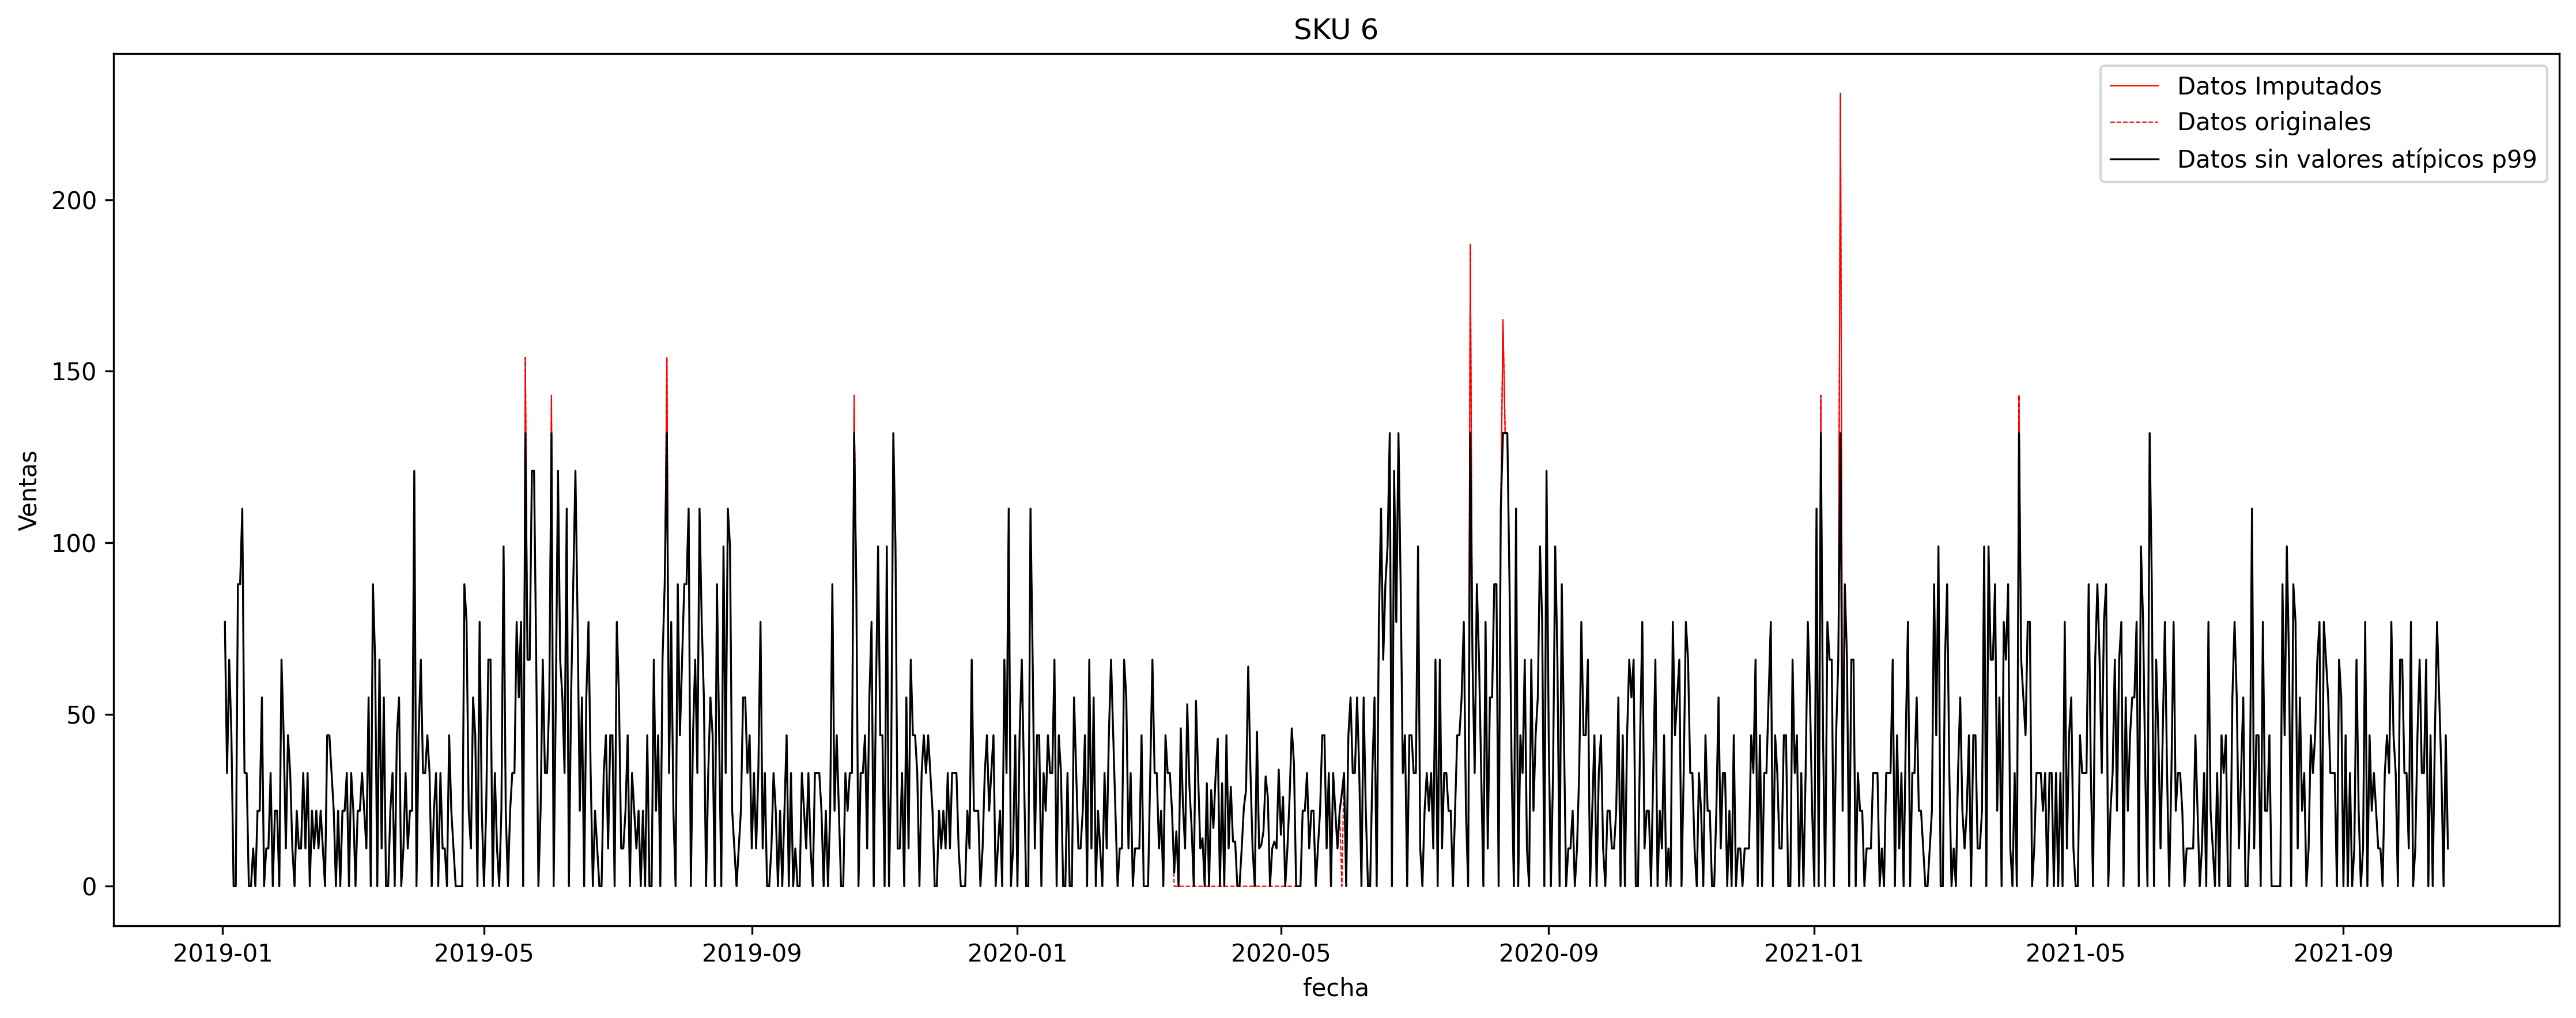 SKU 6
Datos Imputados
Datos originales
Datos sin valores atípicos p99
Ventas
200
150
100
50
0
2019-01 2019-05 2019-09 2020-01 2020-05 2020-09 2021-01 2021-05 2021-09
fecha